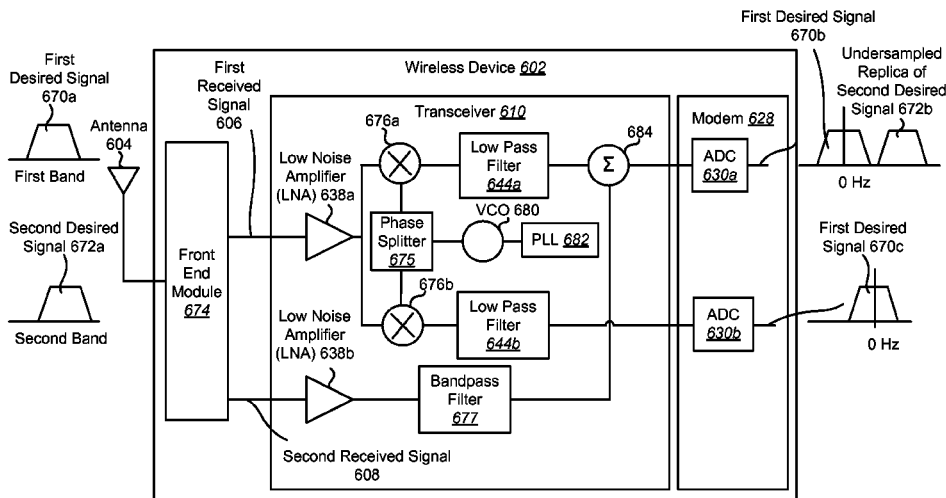 First
Desired Signal
670a
First Band
Antenna
604
Second Desired
Signal 672a
Second Band
Wireless Device 602
First
Received
Signal
606
Front
End
Module
674
Transceiver 610
Low Noise
Amplifier
(LNA) 638a
676a
Low Pass
Filter
644a
684
Σ
Phase
Splitter
675
VCO 680
PLL 682
676b
Low Pass
Filter
644b
Low Noise
Amplifier
(LNA) 638b
Bandpass
Filter
677
Second Received Signal
608
Modem 628
ADC
630a
ADC
630b
First Desired Signal
670b
Undersampled
Replica of
Second Desired
Signal 672b
0 Hz
First Desired
Signal 670c
0 Hz